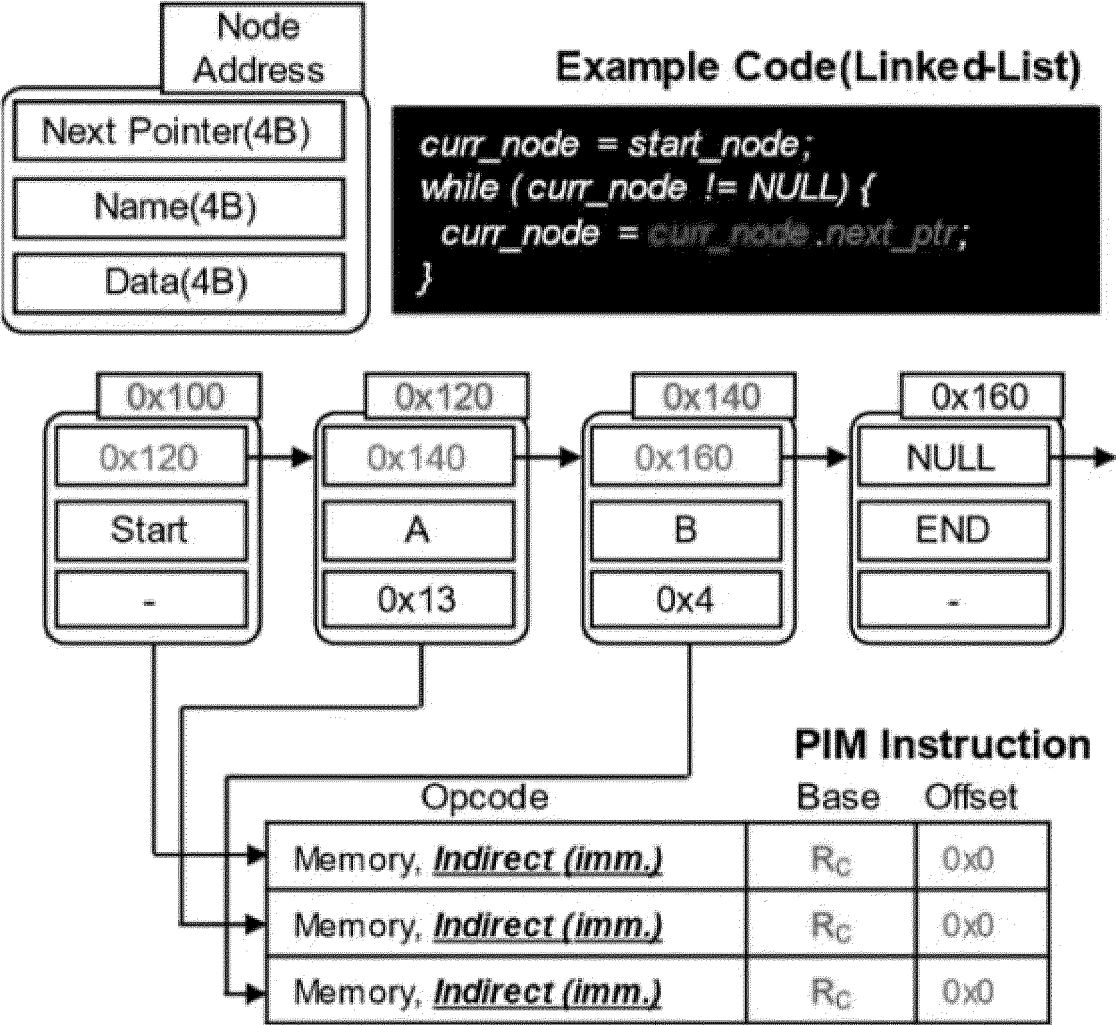 Node
Address
Next Pointer(4B)
Name(4B)
Data(4B)
Example Code(Linked-List)
curr_node = start_node;
while (curr_node != NULL) {
curr_node = curr_node.next_ptr;
}
0x100
0x120
Start
-
0x120
0x140
A
0x13
0x140
0x160
B
0x4
0x160
NULL
END
-
PIM Instruction
Opcode Base Offset
Memory, Indirect (imm.) RC 0x0
Memory, Indirect (imm.) RC 0x0
Memory, Indirect (imm.) RC 0x0